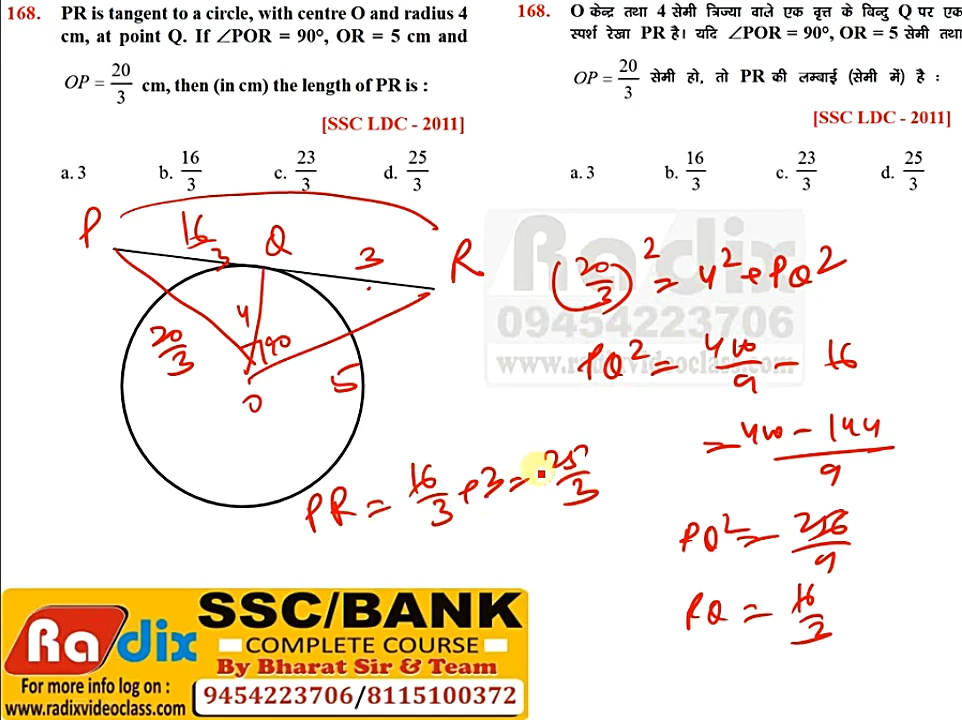 168. PR is tangent to a circle, with centre O and radius 4
cm, at point Q. If ∠POR = 90°, OR = 5 cm and
OP = 20/3 cm, then (in cm) the length of PR is :
[SSC LDC - 2011]
a. 3 b. 16/3 c. 23/3 d. 25/3
168. O केन्द्र तथा 4 सेमी त्रिज्या वाले एक वृत्त के बिन्दु Q पर एक
स्पर्श रेखा PR है। यदि ∠POR = 90°, OR = 5 सेमी तथा
OP = 20/3 सेमी हो, तो PR की लम्बाई (सेमी में) है :
[SSC LDC - 2011]
a. 3 b. 16/3 c. 23/3 d. 25/3
P 16/3 Q 3 R
20/3 4 90 5
O
PR = 16/3 + 3 = 25/3
Radix
09454223706
www.radixvideoclass.com
(20/3)² = 4² + PQ²
PQ² = 400/9 - 16
= 400 - 144/9
PQ² = 256/9
PQ = 16/3
Radix
For more info log on :
www.radixvideoclass.com
SSC/BANK
COMPLETE COURSE
By Bharat Sir & Team
9454223706/8115100372